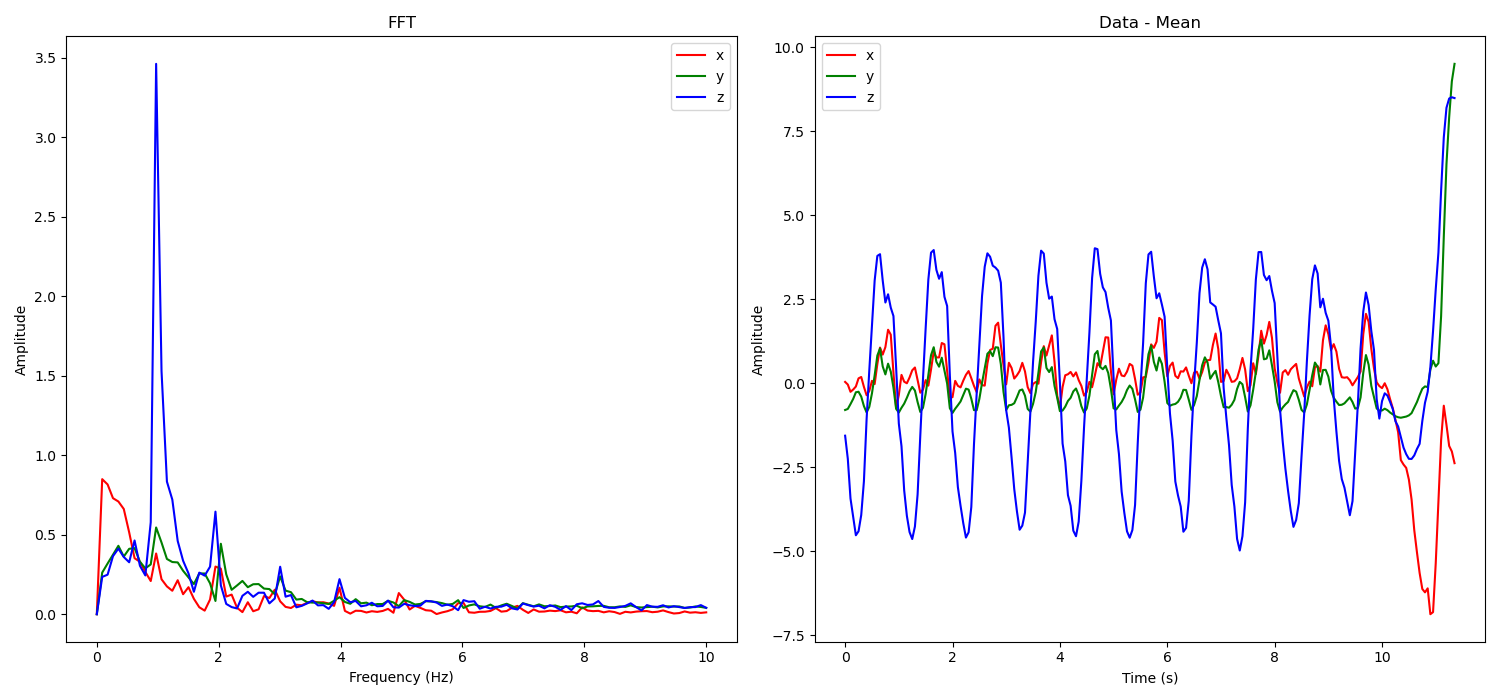 FFT
x
y
z
3.5
3.0
2.5
2.0
1.5
1.0
0.5
0.0
Amplitude
0 2 4 6 8 10
Frequency (Hz)
Data - Mean
x
y
z
10.0
7.5
5.0
2.5
0.0
−2.5
−5.0
−7.5
Amplitude
0 2 4 6 8 10
Time (s)